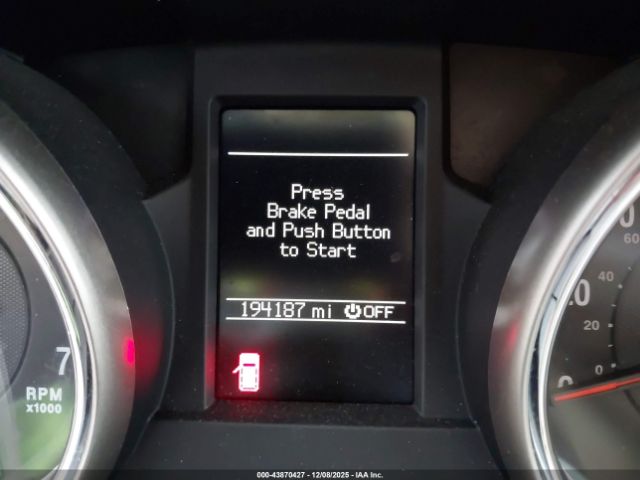 Press
Brake Pedal
and Push Button
to Start
194187 mi OFF
7
RPM
x1000
60
40
20
0
000-43870427 - 12/08/2025 - IAA Inc.